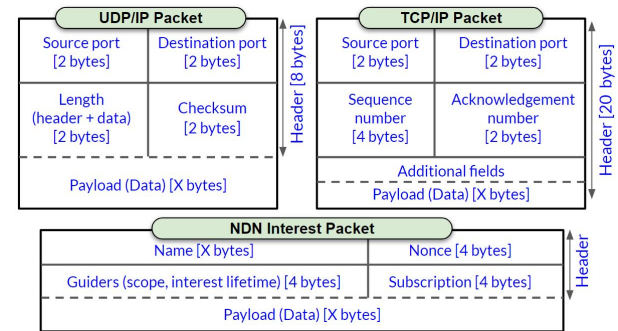 UDP/IP Packet
Source port
[2 bytes]
Destination port
[2 bytes]
Length
(header + data)
[2 bytes]
Checksum
[2 bytes]
Payload (Data) [X bytes]
Header [8 bytes]
TCP/IP Packet
Source port
[2 bytes]
Destination port
[2 bytes]
Sequence
number
[4 byte]
Acknowledgement
number
[2 bytes]
Additional fields
Payload (Data) [X bytes]
Header [20 bytes]
NDN Interest Packet
Name [X bytes]
Nonce [4 bytes]
Guiders (scope, interest lifetime) [4 bytes]
Subscription [4 bytes]
Payload (Data) [X bytes]
Header